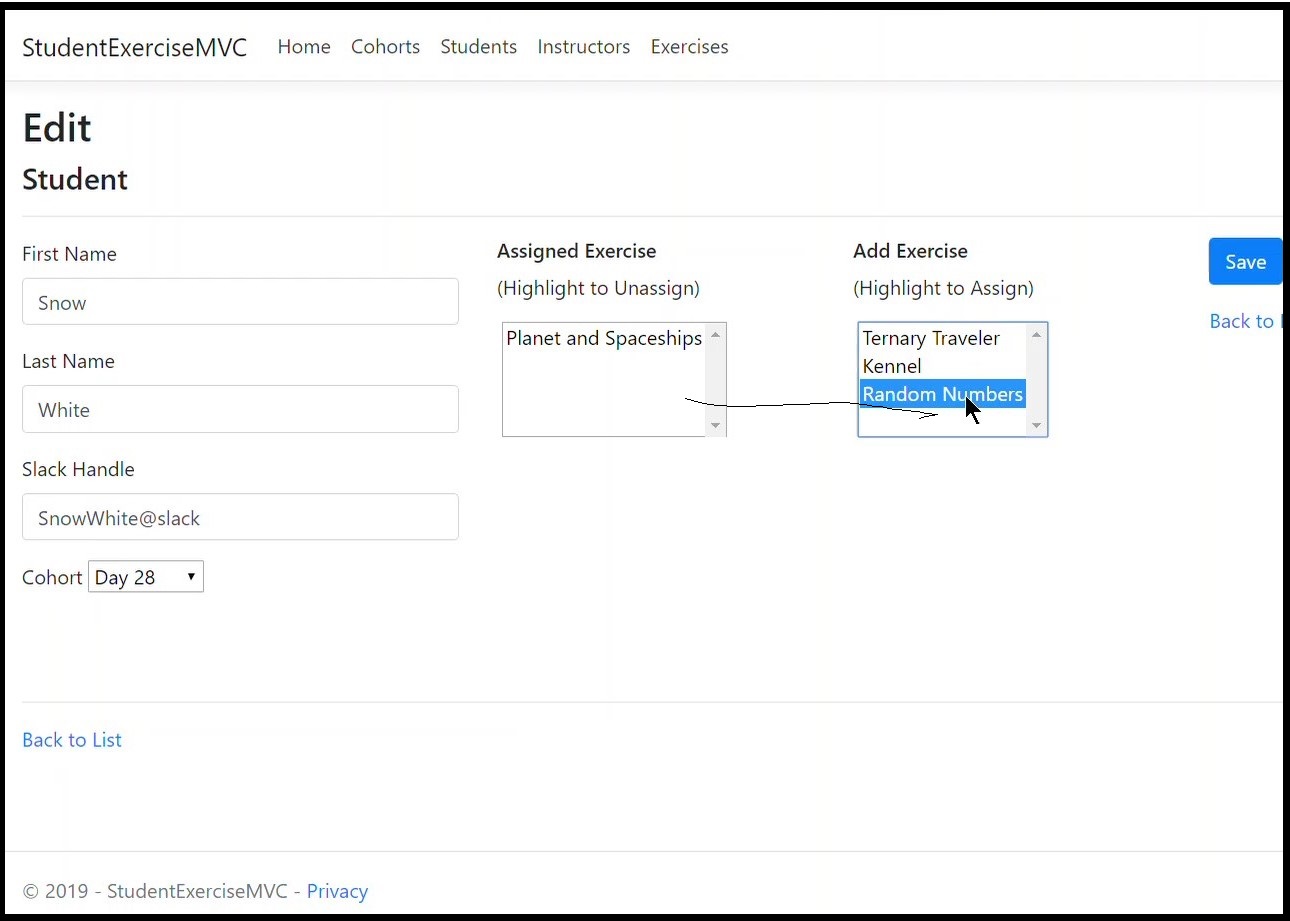 StudentExerciseMVC Home Cohorts Students Instructors Exercises
Edit
Student
First Name
Snow
Last Name
White
Slack Handle
SnowWhite@slack
Cohort Day 28
Assigned Exercise
(Highlight to Unassign)
Planet and Spaceships
Add Exercise
(Highlight to Assign)
Ternary Traveler
Kennel
Random Numbers
Save
Back to
Back to List
© 2019 - StudentExerciseMVC - Privacy